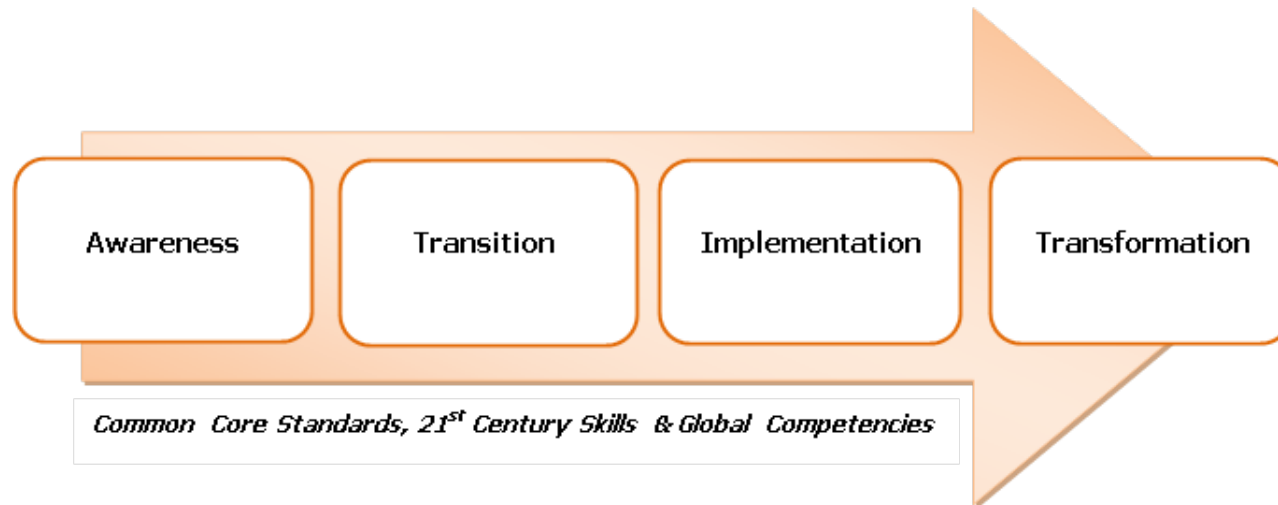 Awareness
Transition
Implementation
Transformation
Common Core Standards, 21st Century Skills & Global Competencies